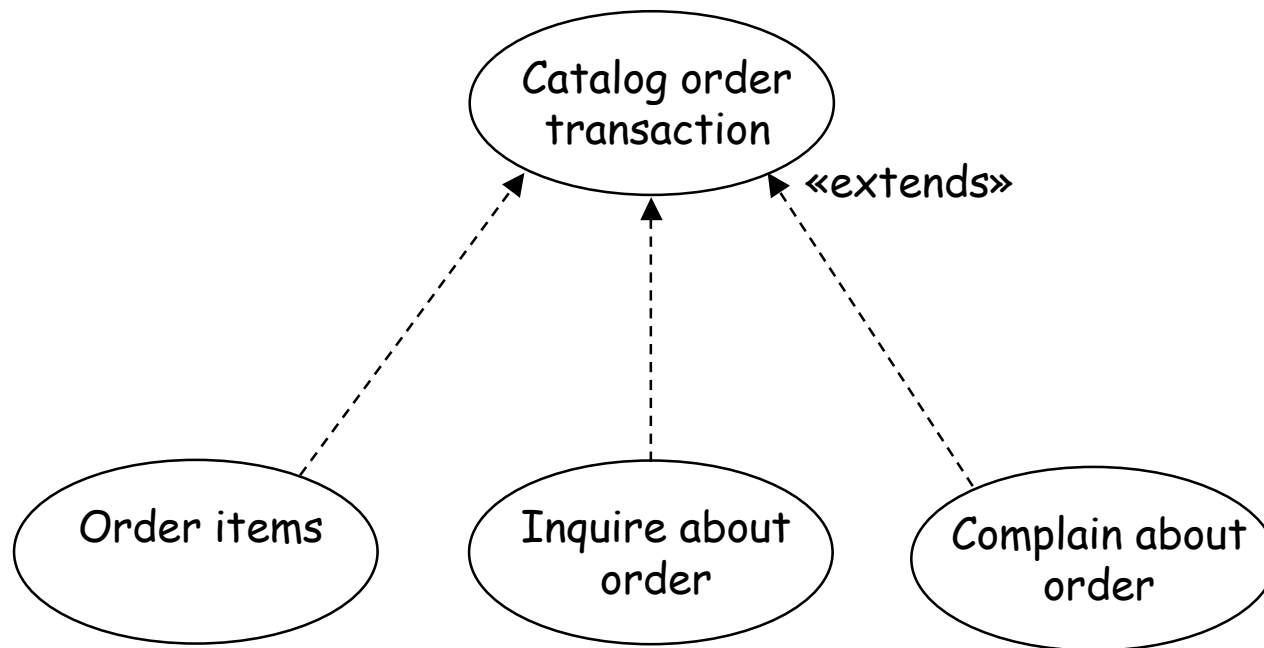 Catalog order
transaction
«extends»
Order items
Inquire about
order
Complain about
order